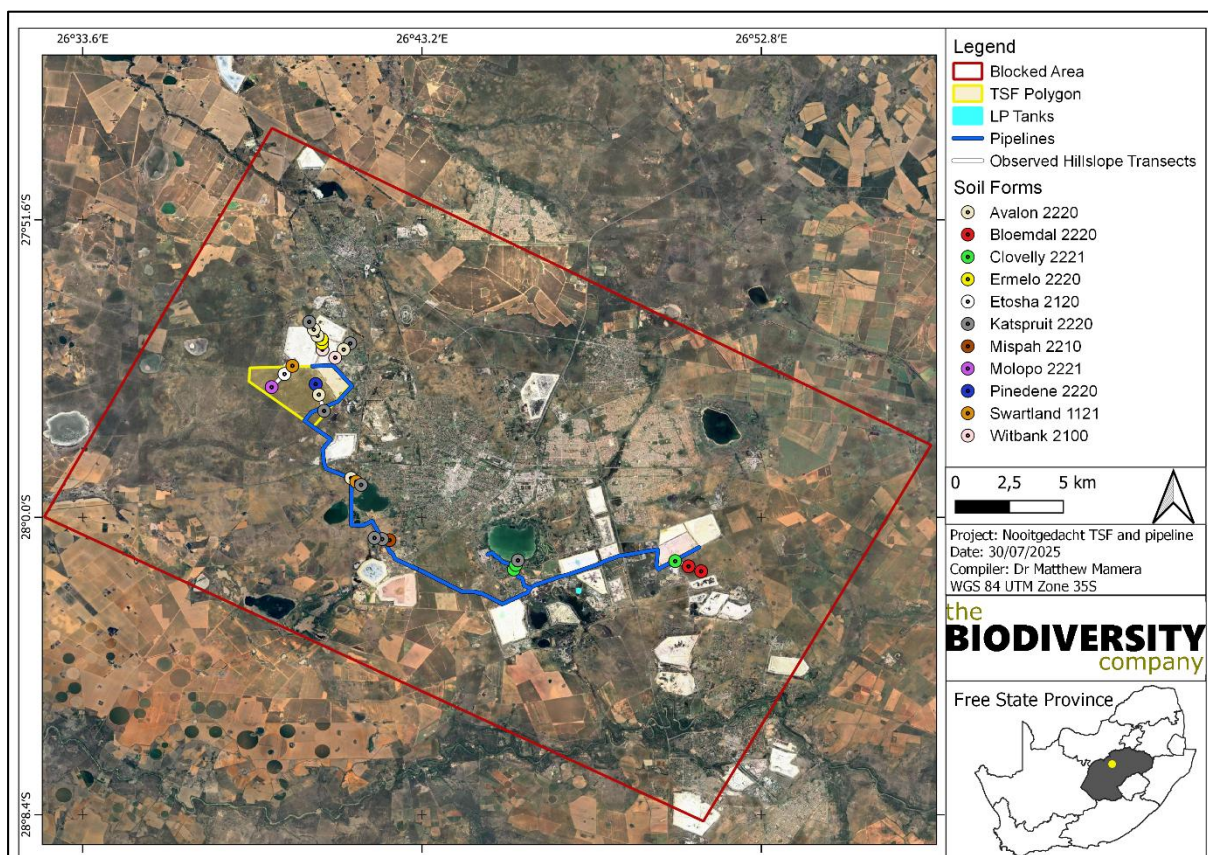 26°33.6′E
26°43.2′E
26°52.8′E
27°51.6′S
28°0.0′S
28°8.4′S
Legend
Blocked Area
TSF Polygon
LP Tanks
Pipelines
Observed Hillslope Transects
Soil Forms
Avalon 2220
Bloemdal 2220
Clovelly 2221
Ermelo 2220
Etosha 2120
Katspruit 2220
Mispah 2210
Molopo 2221
Pinedene 2220
Swartland 1121
Witbank 2100
0 2,5 5 km
Project: Nooitgedacht TSF and pipeline
Date: 30/07/2025
Compiler: Dr Matthew Mamera
WGS 84 UTM Zone 35S
the
BIODIVERSITY
company
Free State Province